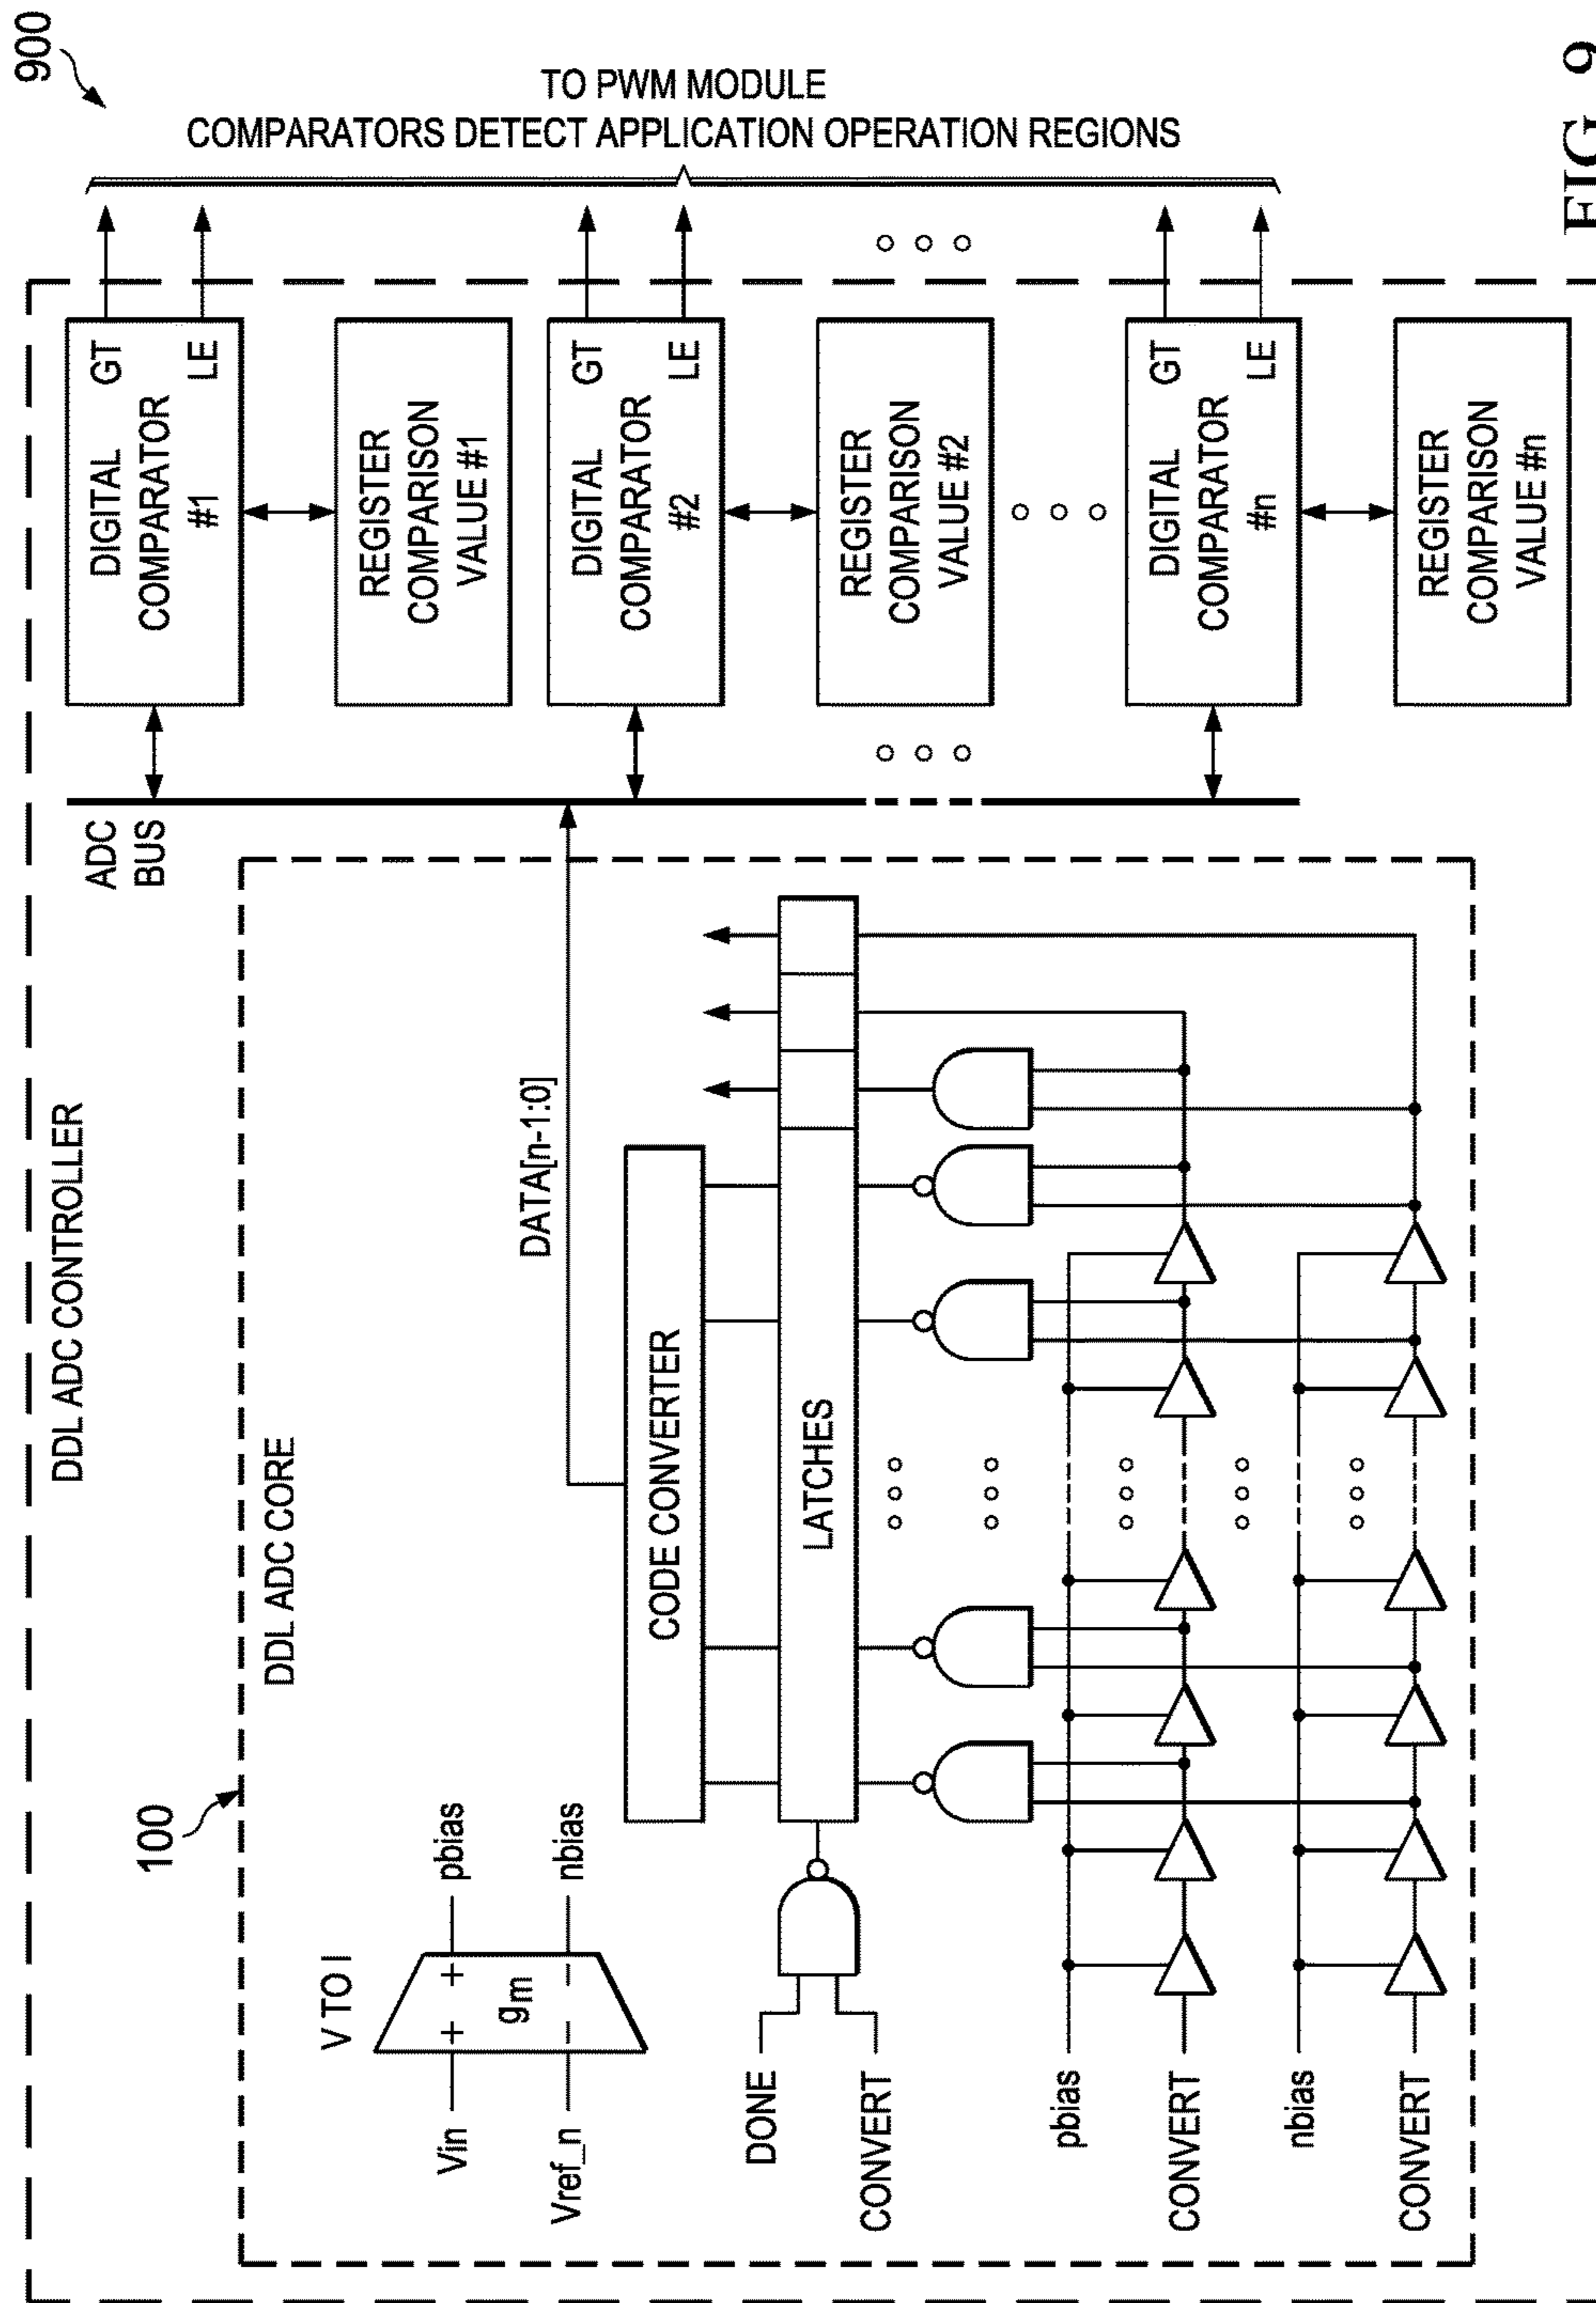 900
TO PWM MODULE
COMPARATORS DETECT APPLICATION OPERATION REGIONS
DDL ADC CONTROLLER
ADC
BUS
DIGITAL
COMPARATOR
#1
GT
LE
REGISTER
COMPARISON
VALUE #1
DIGITAL
COMPARATOR
#2
GT
LE
REGISTER
COMPARISON
VALUE #2
DIGITAL
COMPARATOR
#n
GT
LE
REGISTER
COMPARISON
VALUE #n
100
DDL ADC CORE
V TO I
Vin
Vref_n
+ +
gm
– –
pbias
nbias
DATA[n-1:0]
CODE CONVERTER
LATCHES
DONE
CONVERT
pbias
CONVERT
nbias
CONVERT
FIG. 9